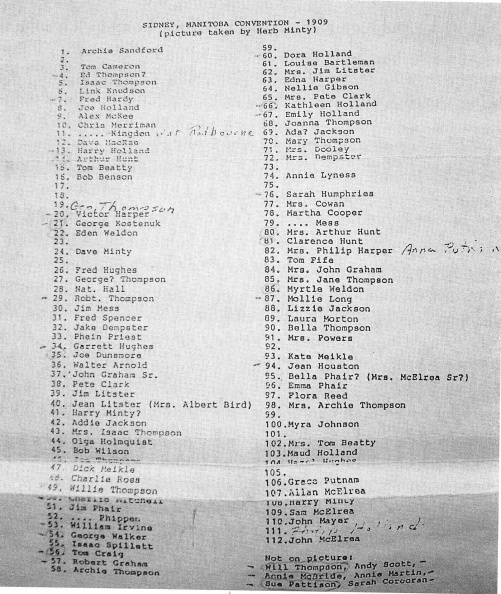 SIDNEY, MANITOBA CONVENTION - 1909
(picture taken by Herb Minty)
1. Archie Sandford
2.
3. Tom Cameron
4. Ed Thompson?
5. Isaac Thompson
6. Link Knudson
7. Fred Hardy
8. Joe Holland
9. Alex McKee
10. Chris Merriman
11. .....Kingdon
12. Dave MacRae
13. Harry Holland
14. Arthur Hunt
15. Tom Beatty
16. Bob Benson
17.
18.
19. Geo. Thompson
20. Victor Harper
21. George Kostenuk
22. Eden Weldon
23.
24. Dave Minty
25.
26. Fred Hughes
27. George? Thompson
28. Nat. Hall
29. Robt. Thompson
30. Jim Mess
31. Fred Spencer
32. Jake Dempster
33. Phein Priest
34. Garrett Hughes
35. Joe Dunsmore
36. Walter Arnold
37. John Graham Sr.
38. Pete Clark
39. Jim Litster
40. Jean Litster (Mrs. Albert Bird)
41. Harry Minty?
42. Addie Jackson
43. Mrs. Isaac Thompson
44. Olga Holmquist
45. Bob Wilson
46. Thompson
47. Dick Meikle
48. Charlie Ross
49. Willie Thompson
50. Charlie Mitchell
51. Jim Phair
52. .... Phippen
53. William Irvine
54. George Walker
55. Isaac Spillett
56. Tom Craig
57. Robert Graham
58. Archie Thompson
59.
60. Dora Holland
61. Louise Bartleman
62. Mrs. Jim Litster
63. Edna Harper
64. Nellie Gibson
65. Mrs. Pete Clark
66. Kathleen Holland
67. Emily Holland
68. Joanna Thompson
69. Ada? Jackson
70. Mary Thompson
71. Mrs. Dooley
72. Mrs. Dempster
73.
74. Annie Lyness
75.
76. Sarah Humphries
77. Mrs. Cowan
78. Martha Cooper
79. .... Mess
80. Mrs. Arthur Hunt
81. Clarence Hunt
82. Mrs. Philip Harper Anna
83. Tom Fife
84. Mrs. John Graham
85. Mrs. Jane Thompson
86. Myrtle Weldon
87. Mollie Long
88. Lizzie Jackson
89. Laura Morton
90. Bella Thompson
91. Mrs. Powers
92.
93. Kate Meikle
94. Jean Houston
95. Bella Phair? (Mrs. McElrea Sr?)
96. Emma Phair
97. Flora Reed
98. Mrs. Archie Thompson
99.
100. Myra Johnson
101.
102. Mrs. Tom Beatty
103. Maud Holland
104. Hazel Hughes
105.
106. Grace Putnam
107. Allan McElrea
108. Harry Minty
109. Sam McElrea
110. John Mayer
111.
112. John McElrea
Not on picture:
Will Thompson, Andy Scott,
Annie McBride, Annie Martin,
Sue Pattison, Sarah Corcoran